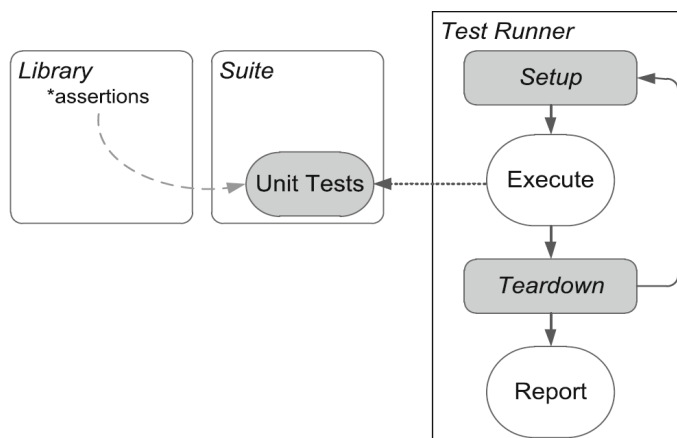 Library
*assertions
Suite
Unit Tests
Test Runner
Setup
Execute
Teardown
Report